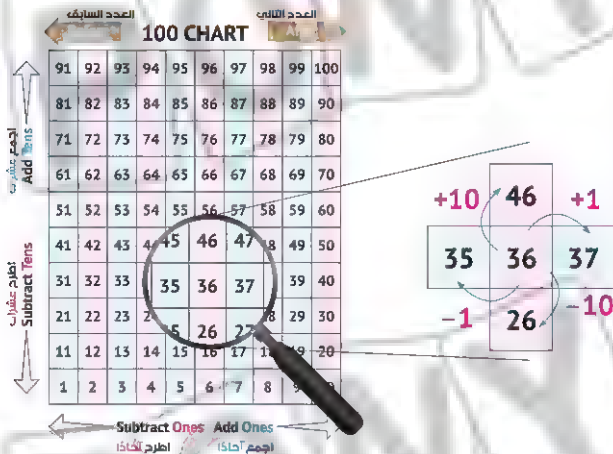 العدد السابق العدد التالي
100 CHART
91 92 93 94 95 96 97 98 99 100
81 82 83 84 85 86 87 88 89 90
71 72 73 74 75 76 77 78 79 80
61 62 63 64 65 66 67 68 69 70
51 52 53 54 55 56 57 58 59 60
41 42 43 45 46 47 48 49 50
31 32 33 35 36 37 39 40
21 22 23 26 27 28 29 30
11 12 13 14 15 16 17 18 19 20
1 2 3 4 5 6 7 8 9
اجمع عشرات
Add Tens
اطرح عشرات
Subtract Tens
Subtract Ones Add Ones
اطرح آحادًا اجمع آحادًا
+10 46 +1
35 36 37
-1 26 -10